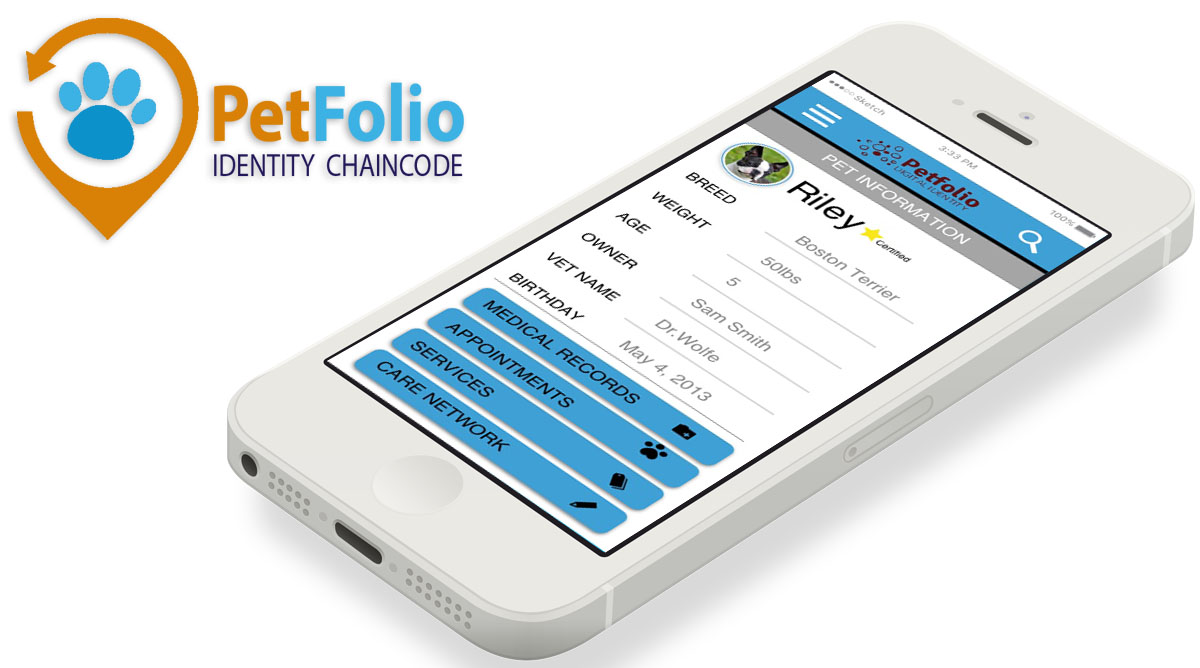 PetFolio
IDENTITY CHAINCODE
Sketch
3:33 PM
100%
Petfolio
DIGITAL IDENTITY
PET INFORMATION
Riley
Certified
BREED Boston Terrier
WEIGHT 50lbs
AGE 5
OWNER Sam Smith
VET NAME Dr.Wolfe
BIRTHDAY May 4, 2013
MEDICAL RECORDS
APPOINTMENTS
SERVICES
CARE NETWORK